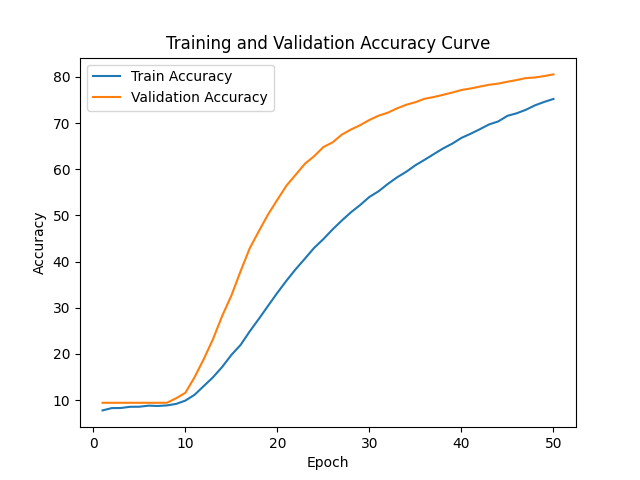 Training and Validation Accuracy Curve
Train Accuracy
Validation Accuracy
80
70
60
50
40
30
20
10
Accuracy
0 10 20 30 40 50
Epoch